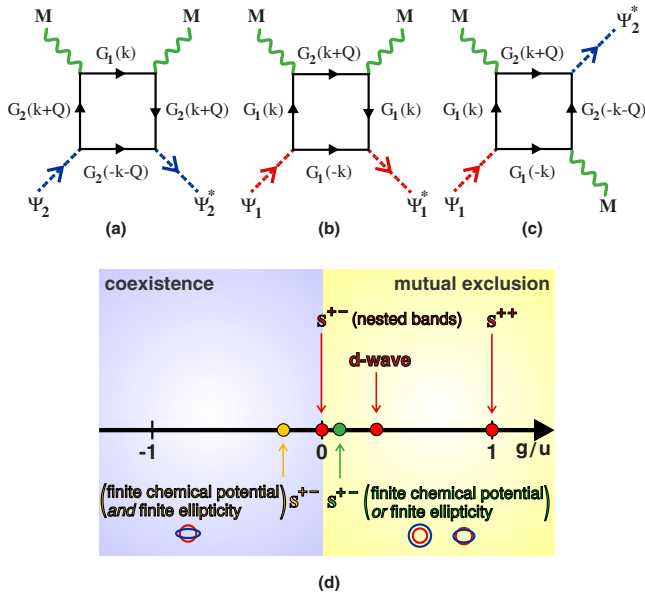 M M M M Ψ₂*
G₁(k) G₂(k+Q) G₂(k+Q)
G₂(k+Q) G₂(k+Q) G₁(k) G₁(k) G₁(k) G₂(-k-Q)
G₂(-k-Q) G₁(-k) G₁(-k)
Ψ₂ Ψ₂* Ψ₁ Ψ₁* Ψ₁ M
(a) (b) (c)
coexistence mutual exclusion
s⁺⁻ (nested bands) s⁺⁺
d-wave
-1 0 1 g/u
(finite chemical potential and finite ellipticity) s⁺⁻ s⁺⁻ (finite chemical potential or finite ellipticity)
(d)